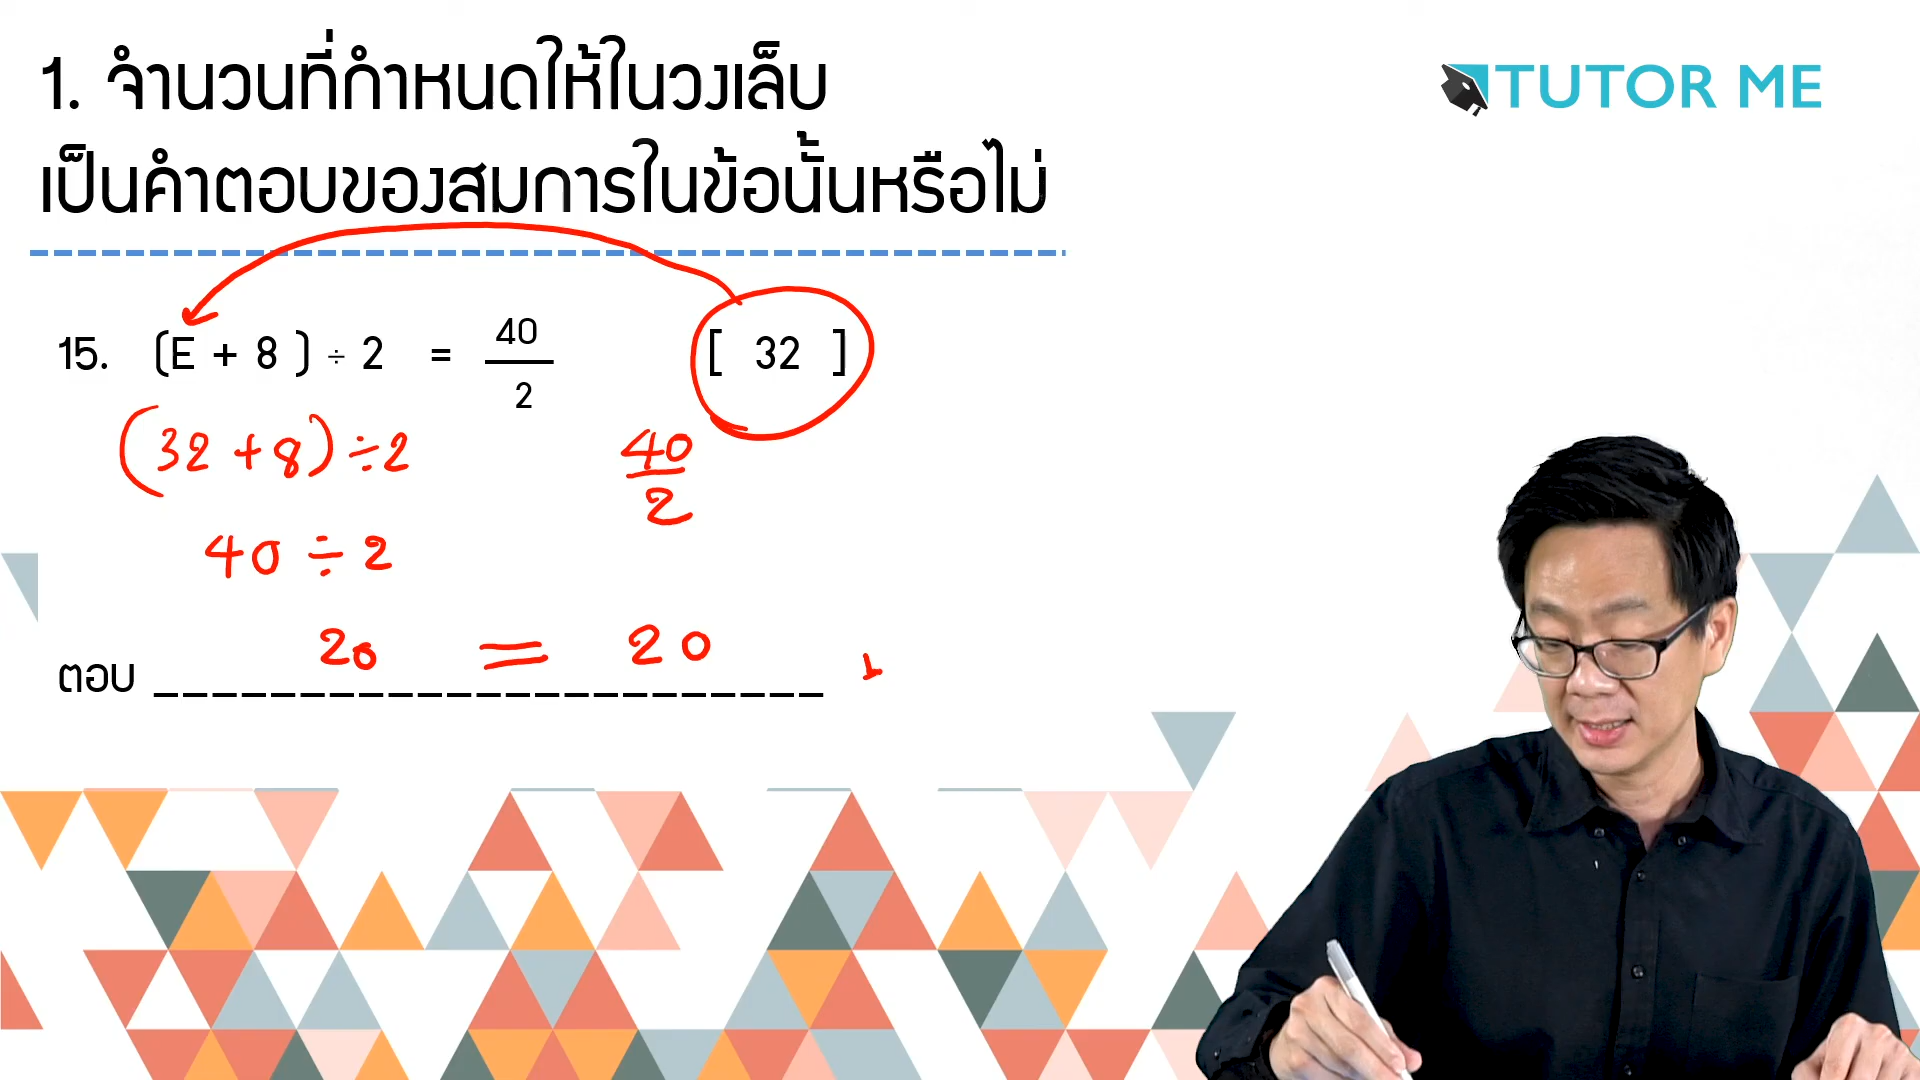 1. จำนวนที่กำหนดให้ในวงเล็บ
TUTOR ME
เป็นคำตอบของสมการในข้อนั้นหรือไม่
15. (E + 8 ) ÷ 2 = 40/2 [ 32 ]
(32 + 8) ÷ 2 40/2
40 ÷ 2
20 = 20
ตอบ _______________________